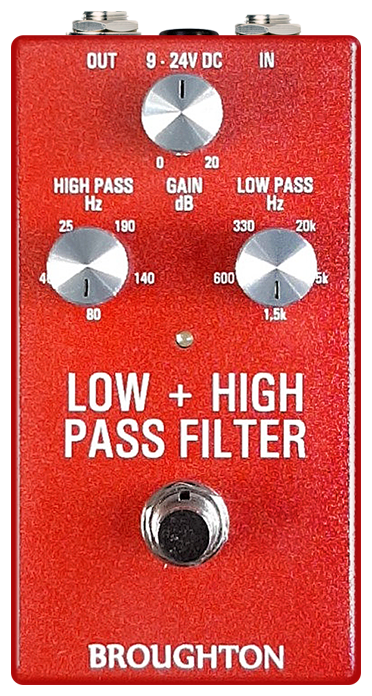 OUT 9 - 24V DC IN
0 20
HIGH PASS GAIN LOW PASS
Hz dB Hz
25 190 330 20k
140 600
80 1,5k
LOW + HIGH
PASS FILTER
BROUGHTON